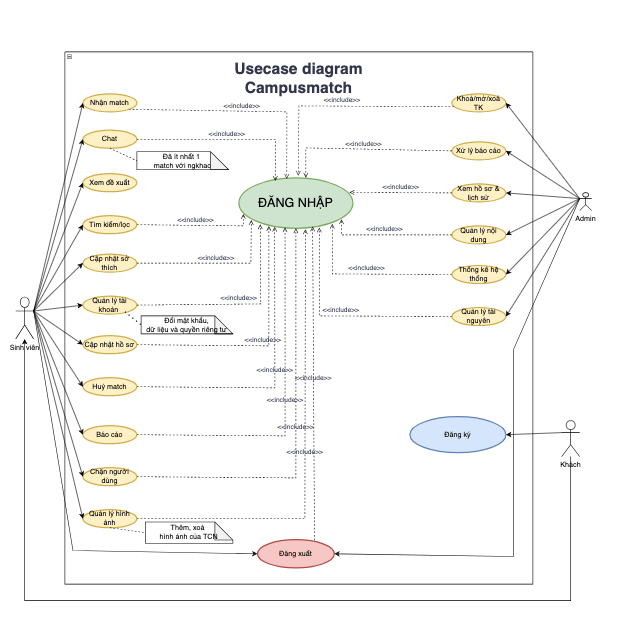 Usecase diagram
Campusmatch
Nhận match
<<include>>
<<include>>
Khoá/mở/xoá
TK
Chat
<<include>>
Đã ít nhất 1
match với ngkhac
<<include>>
Xử lý báo cáo
Xem đề xuất
ĐĂNG NHẬP
<<include>>
Xem hồ sơ &
lịch sử
Admin
Tìm kiếm/lọc
<<include>>
<<include>>
Quản lý nội
dung
Cập nhật sở
thích
<<include>>
<<include>>
Thống kê hệ
thống
Quản lý tài
khoản
<<include>>
<<include>>
Quản lý tài
nguyên
Đổi mật khẩu,
dữ liệu và quyền riêng tư
Sinh viên
Cập nhật hồ sơ
<<include>>
<<include>>
<<include>>
Huỷ match
<<include>>
Báo cáo
<<include>>
Đăng ký
<<include>>
Khách
Chặn người
dùng
Quản lý hình
ảnh
Thêm, xoá
hình ảnh của TCN
Đăng xuất